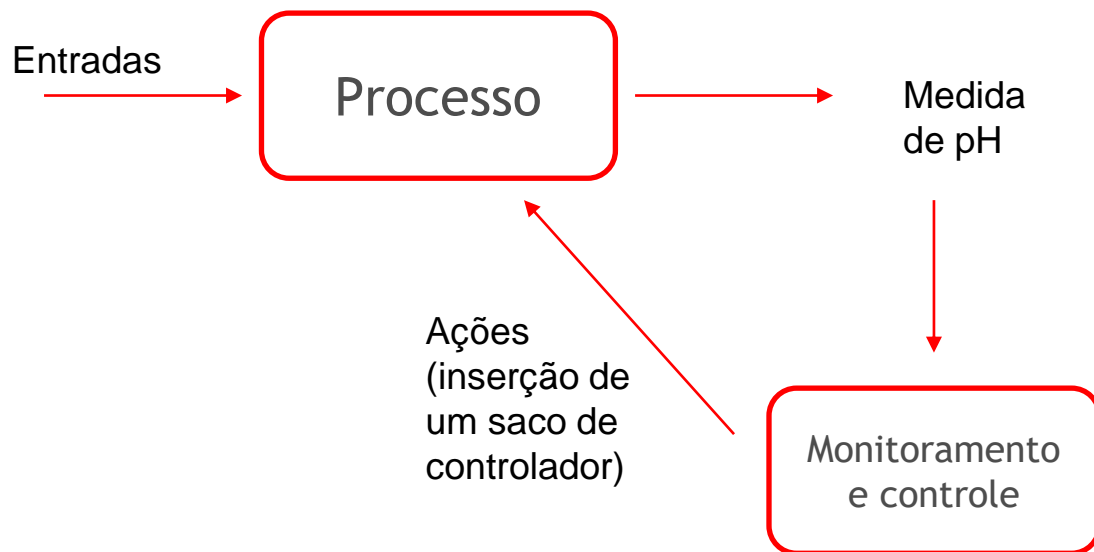 Entradas
Processo
Medida
de pH
Ações
(inserção de
um saco de
controlador)
Monitoramento
e controle